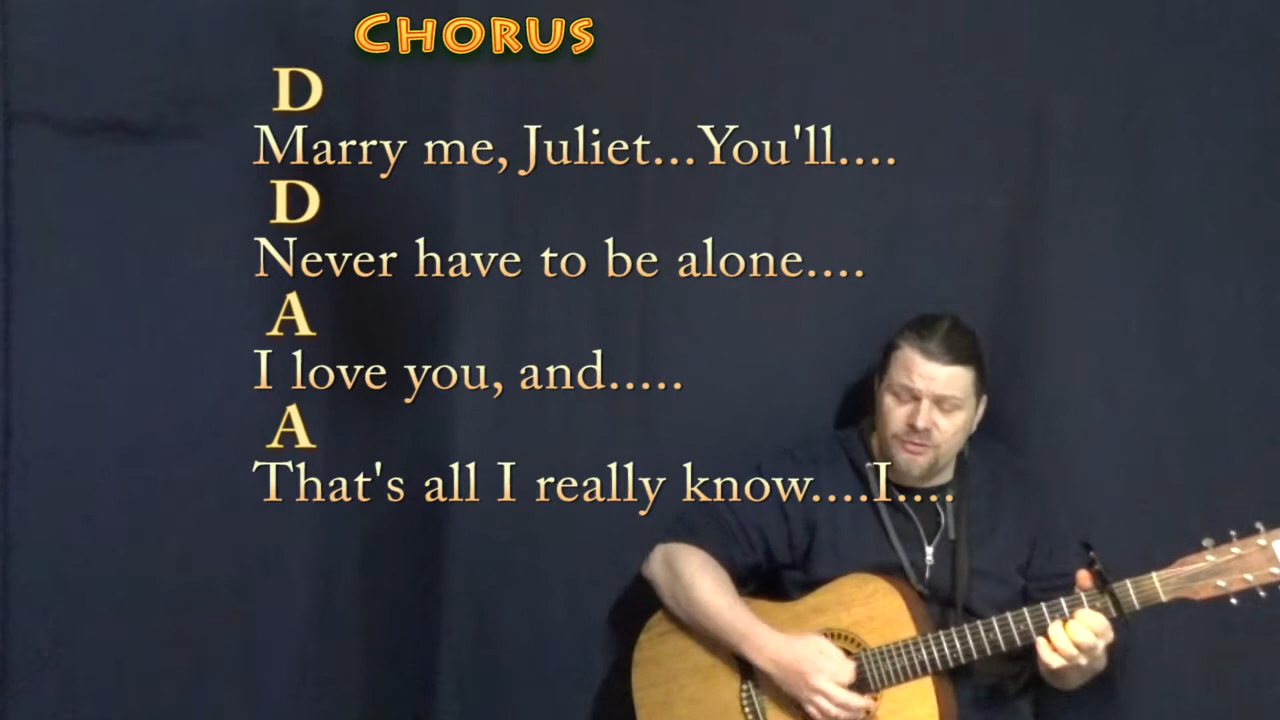 CHORUS
D
Marry me, Juliet...You'll....
D
Never have to be alone....
A
I love you, and.....
A
That's all I really know....I....